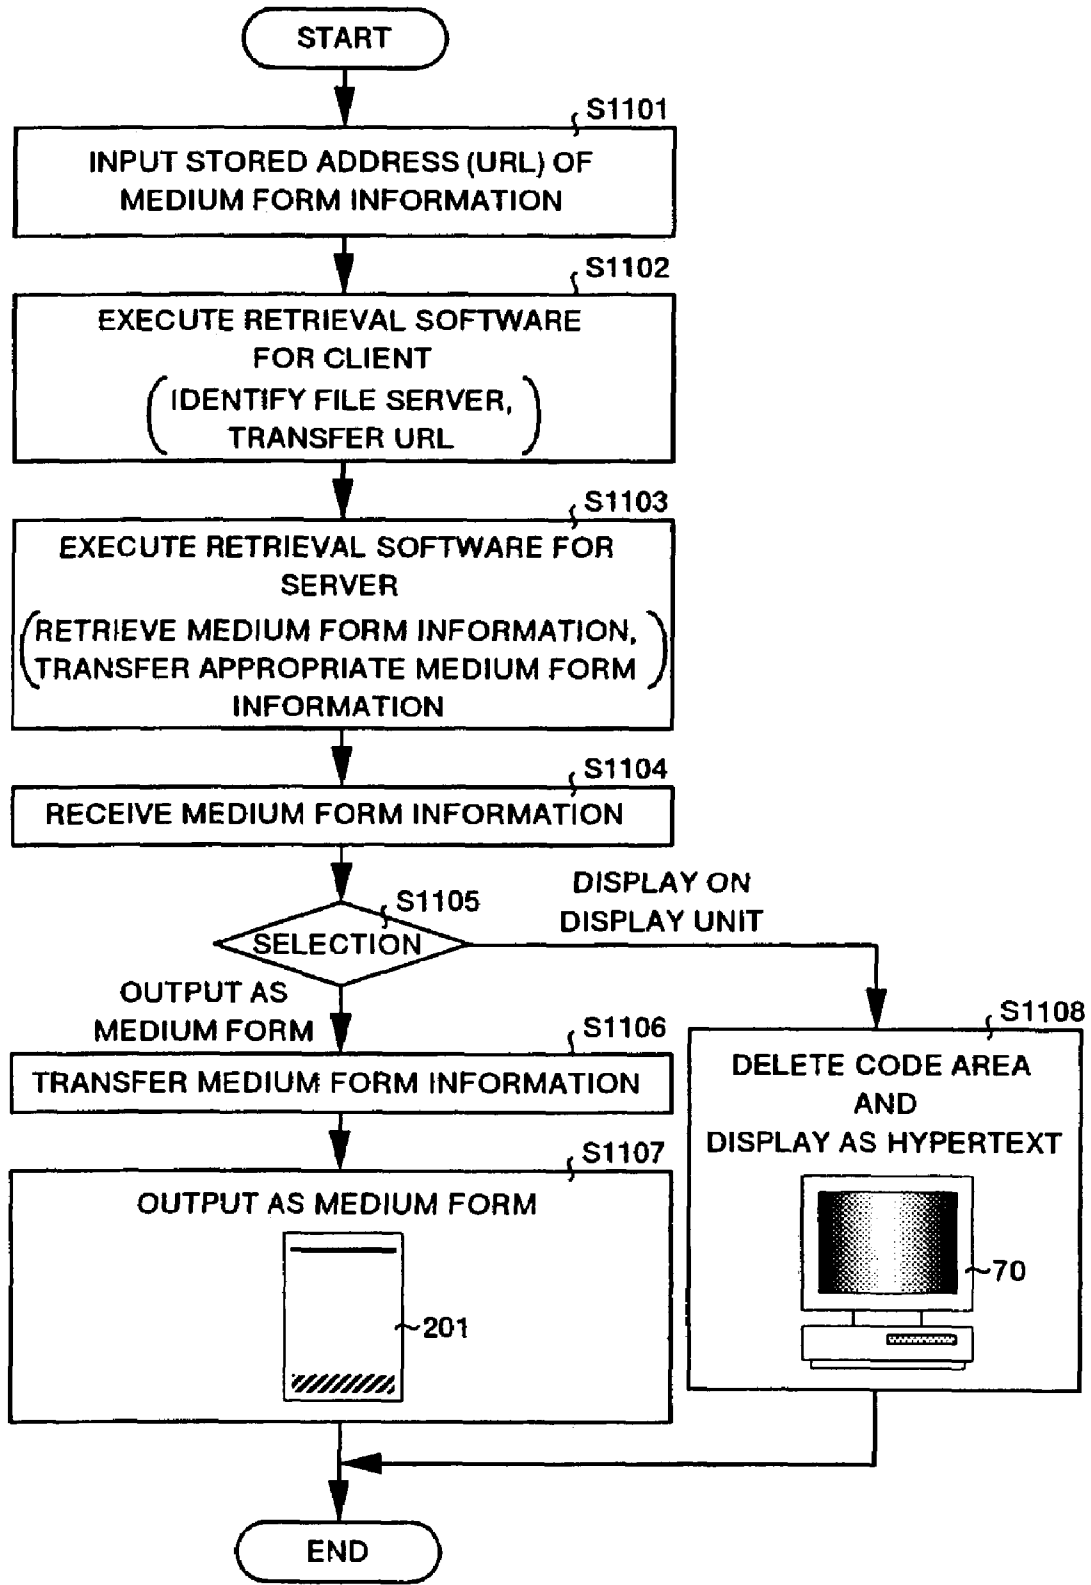 START
S1101
INPUT STORED ADDRESS (URL) OF
MEDIUM FORM INFORMATION
S1102
EXECUTE RETRIEVAL SOFTWARE
FOR CLIENT
(IDENTIFY FILE SERVER,
TRANSFER URL)
S1103
EXECUTE RETRIEVAL SOFTWARE FOR
SERVER
(RETRIEVE MEDIUM FORM INFORMATION,
TRANSFER APPROPRIATE MEDIUM FORM)
INFORMATION
S1104
RECEIVE MEDIUM FORM INFORMATION
S1105
SELECTION
DISPLAY ON
DISPLAY UNIT
OUTPUT AS
MEDIUM FORM
S1106
TRANSFER MEDIUM FORM INFORMATION
S1107
OUTPUT AS MEDIUM FORM
201
S1108
DELETE CODE AREA
AND
DISPLAY AS HYPERTEXT
70
END